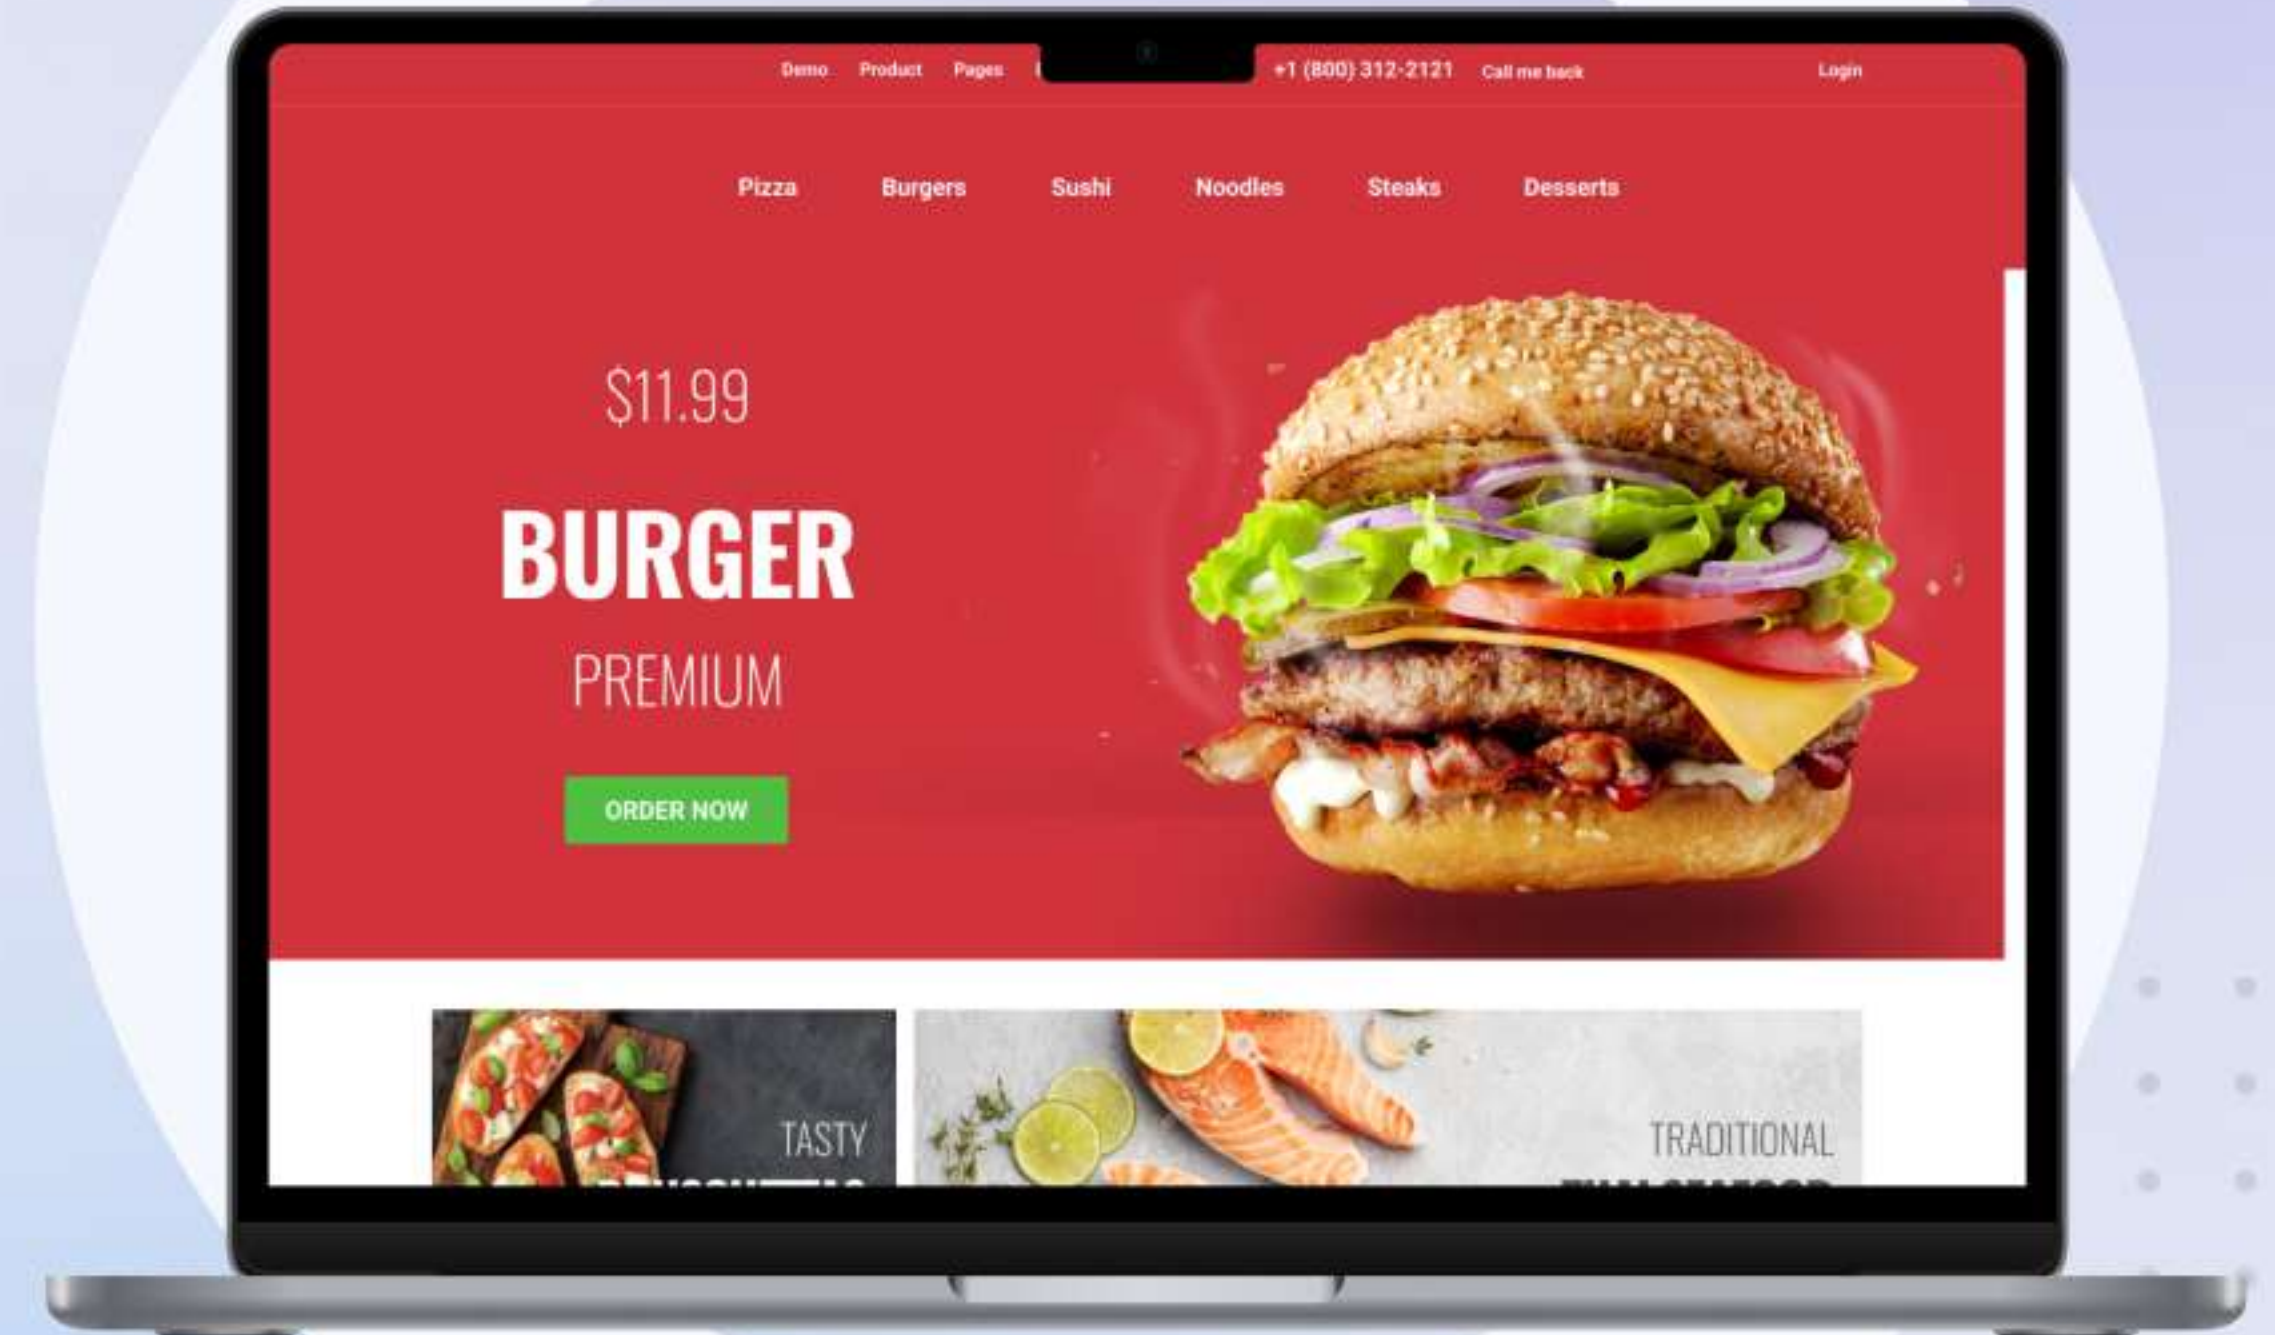 Demo Product Pages +1 (800) 312-2121 Call me back Login
Pizza Burgers Sushi Noodles Steaks Desserts
$11.99
BURGER
PREMIUM
ORDER NOW
TASTY
TRADITIONAL